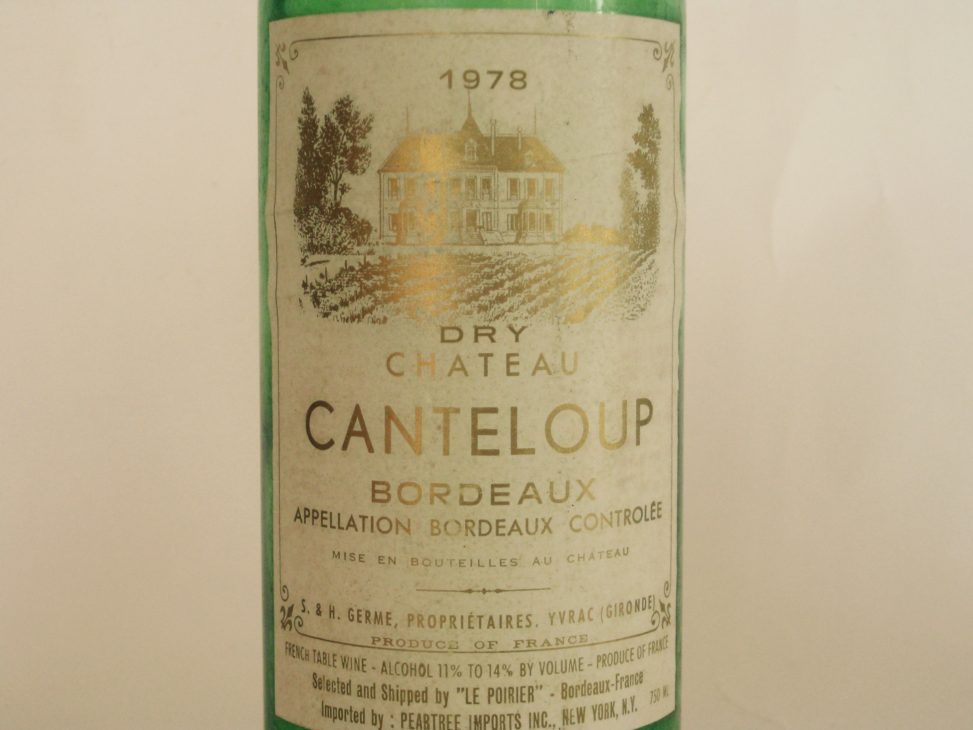 1978
DRY
CHATEAU
CANTELOUP
BORDEAUX
APPELLATION BORDEAUX CONTROLÉE
MISE EN BOUTEILLES AU CHÂTEAU
S. & H. GERME, PROPRIÉTAIRES. YVRAC (GIRONDE)
PRODUCE OF FRANCE
FRENCH TABLE WINE - ALCOHOL 11% TO 14% BY VOLUME - PRODUCE OF FRANCE
Selected and Shipped by "LE POIRIER" - Bordeaux-France
Imported by : PEARTREE IMPORTS INC., NEW YORK, N.Y. 750 ML